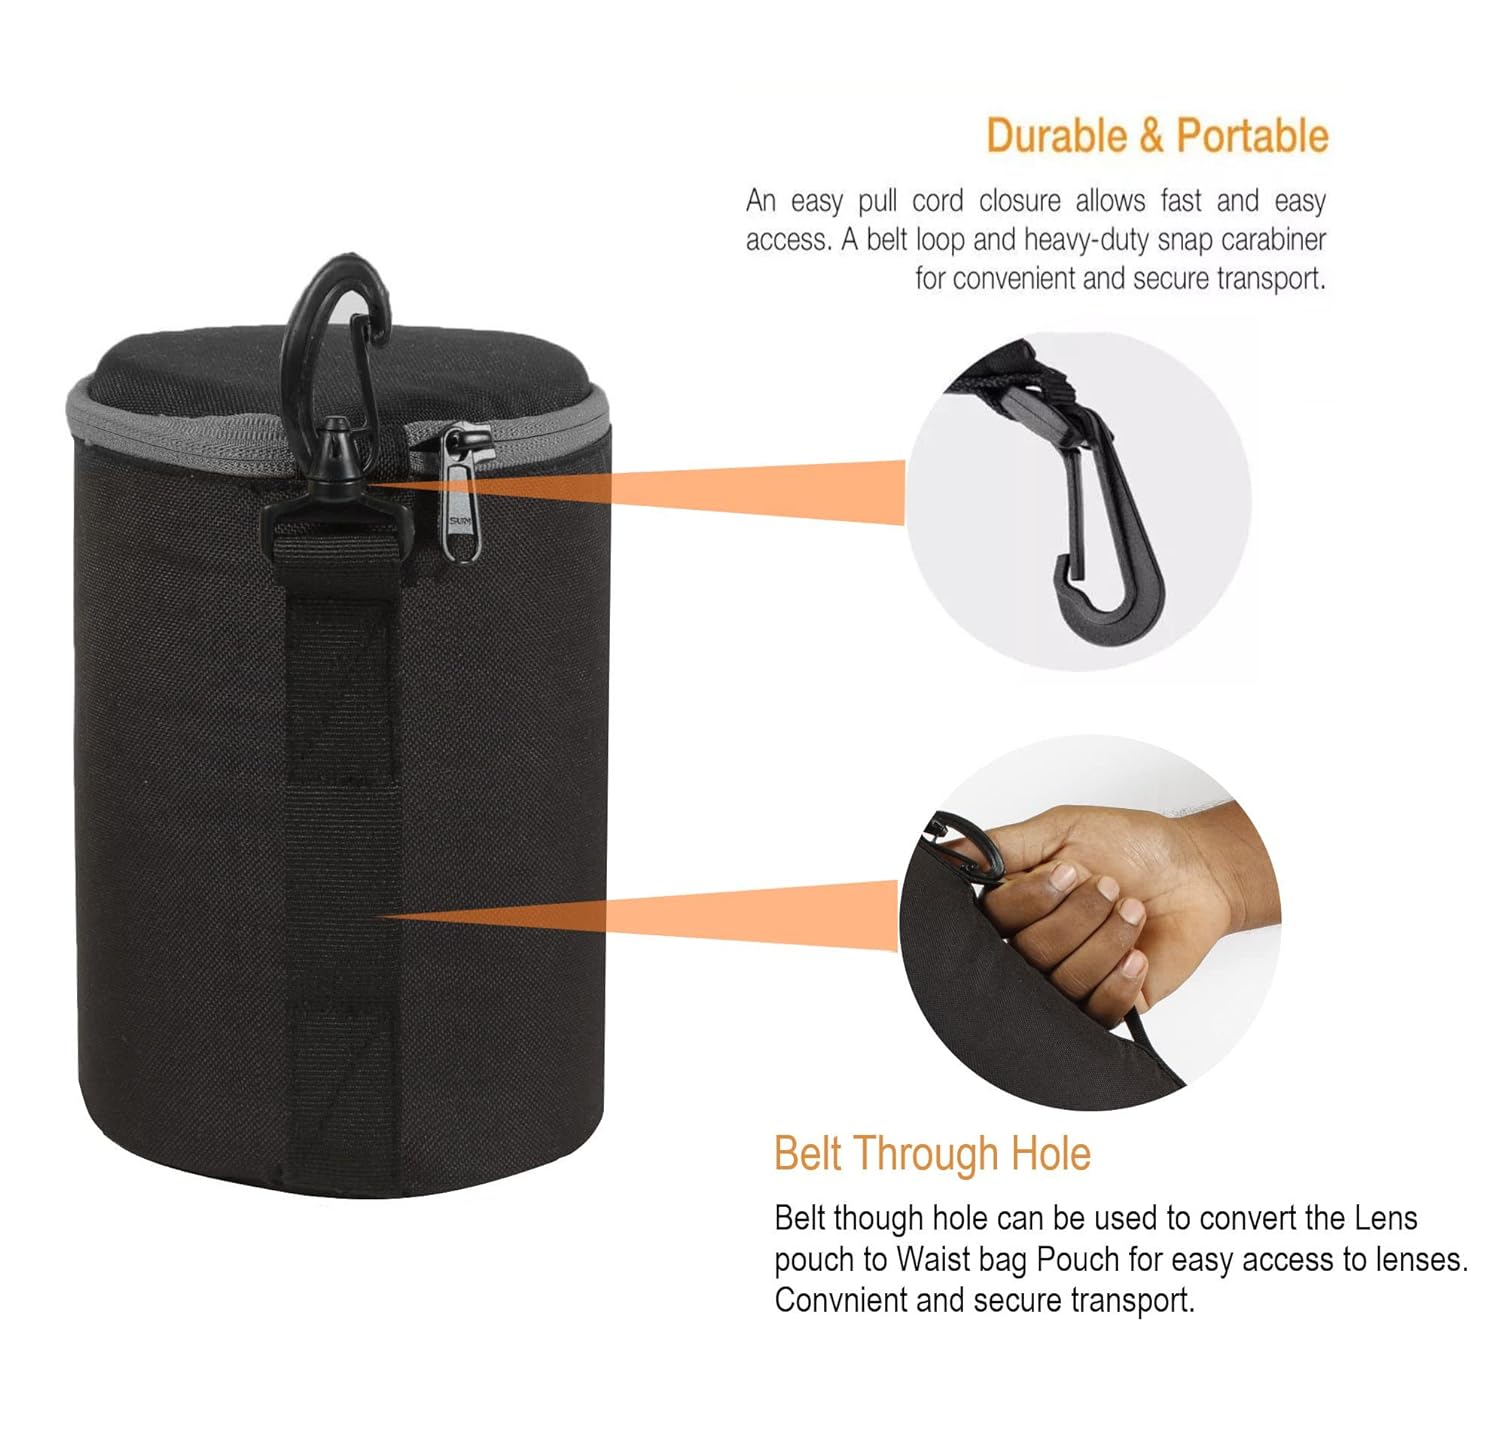 Durable & Portable
An easy pull cord closure allows fast and easy
access. A belt loop and heavy-duty snap carabiner
for convenient and secure transport.
SUM
Belt Through Hole
Belt though hole can be used to convert the Lens
pouch to Waist bag Pouch for easy access to lenses.
Convnient and secure transport.